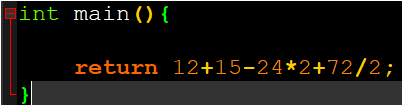 int main(){
return 12+15-24*2+72/2;
}